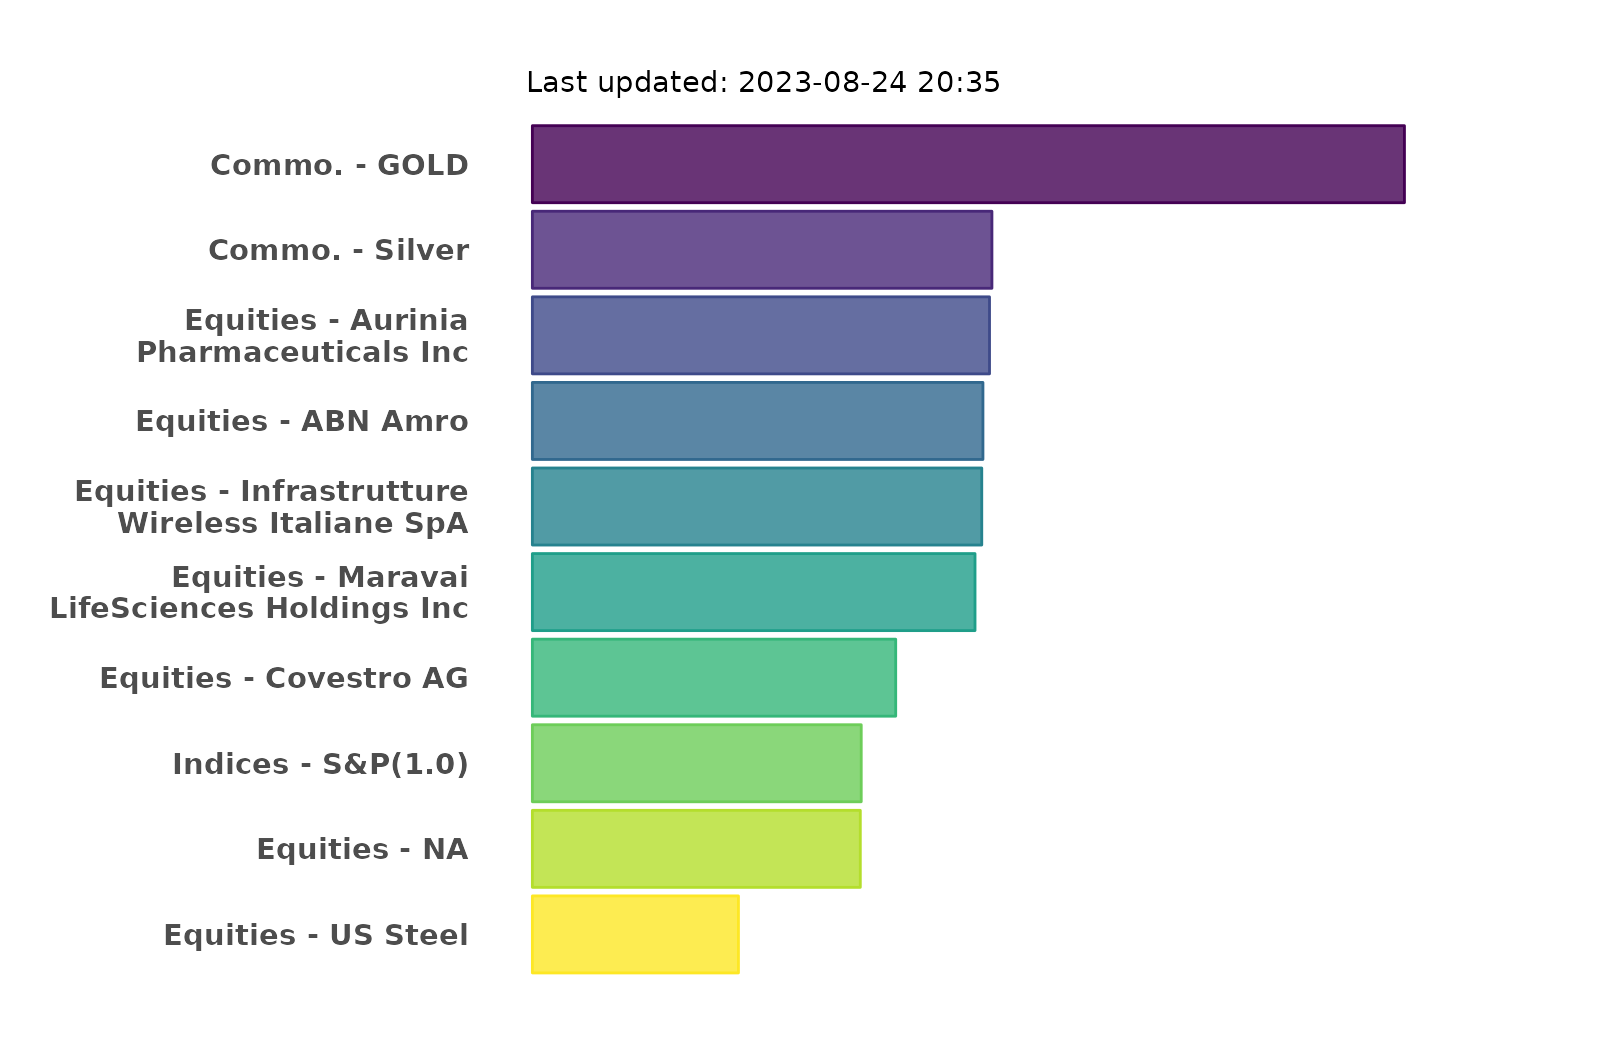 Last updated: 2023-08-24 20:35
Commo. - GOLD
Commo. - Silver
Equities - Aurinia
Pharmaceuticals Inc
Equities - ABN Amro
Equities - Infrastrutture
Wireless Italiane SpA
Equities - Maravai
LifeSciences Holdings Inc
Equities - Covestro AG
Indices - S&P(1.0)
Equities - NA
Equities - US Steel